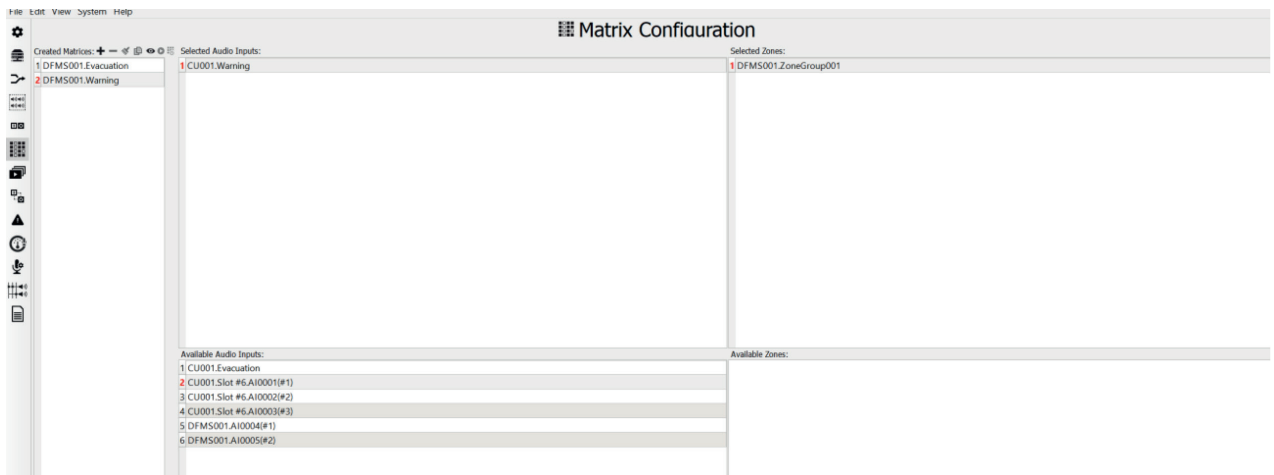 File Edit View System Help
Matrix Configuration
Created Matrices:
1 DFMS001.Evacuation
2 DFMS001.Warning
Selected Audio Inputs:
1 CU001.Warning
Selected Zones:
1 DFMS001.ZoneGroup001
Available Audio Inputs:
1 CU001.Evacuation
2 CU001.Slot #6.AI0001(#1)
3 CU001.Slot #6.AI0002(#2)
4 CU001.Slot #6.AI0003(#3)
5 DFMS001.AI0004(#1)
6 DFMS001.AI0005(#2)
Available Zones: